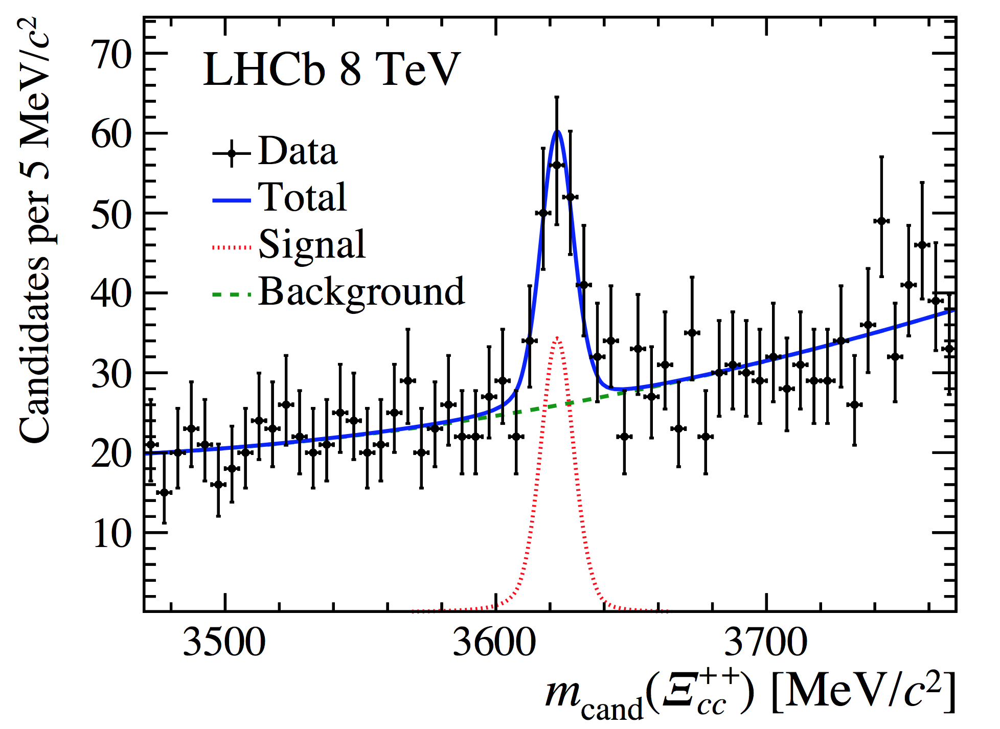 Candidates per 5 MeV/c²
70
60
50
40
30
20
10
LHCb 8 TeV
Data
Total
Signal
Background
3500 3600 3700
m_cand(Ξ_cc^++) [MeV/c²]